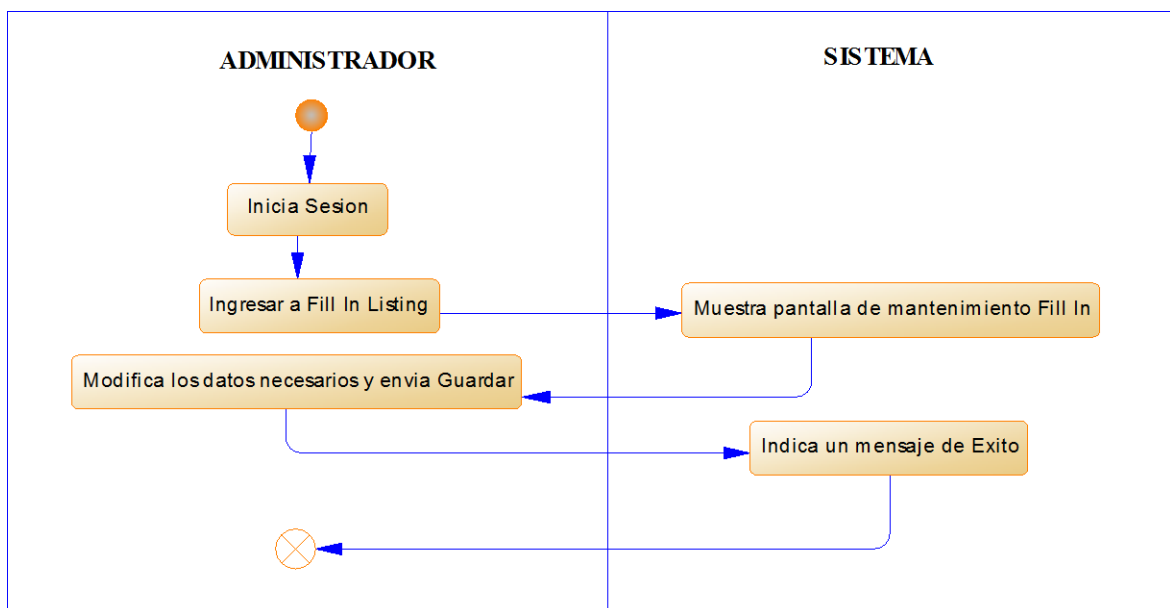 ADMINISTRADOR
SISTEMA
Inicia Sesion
Ingresar a Fill In Listing
Muestra pantalla de mantenimiento Fill In
Modifica los datos necesarios y envia Guardar
Indica un mensaje de Exito